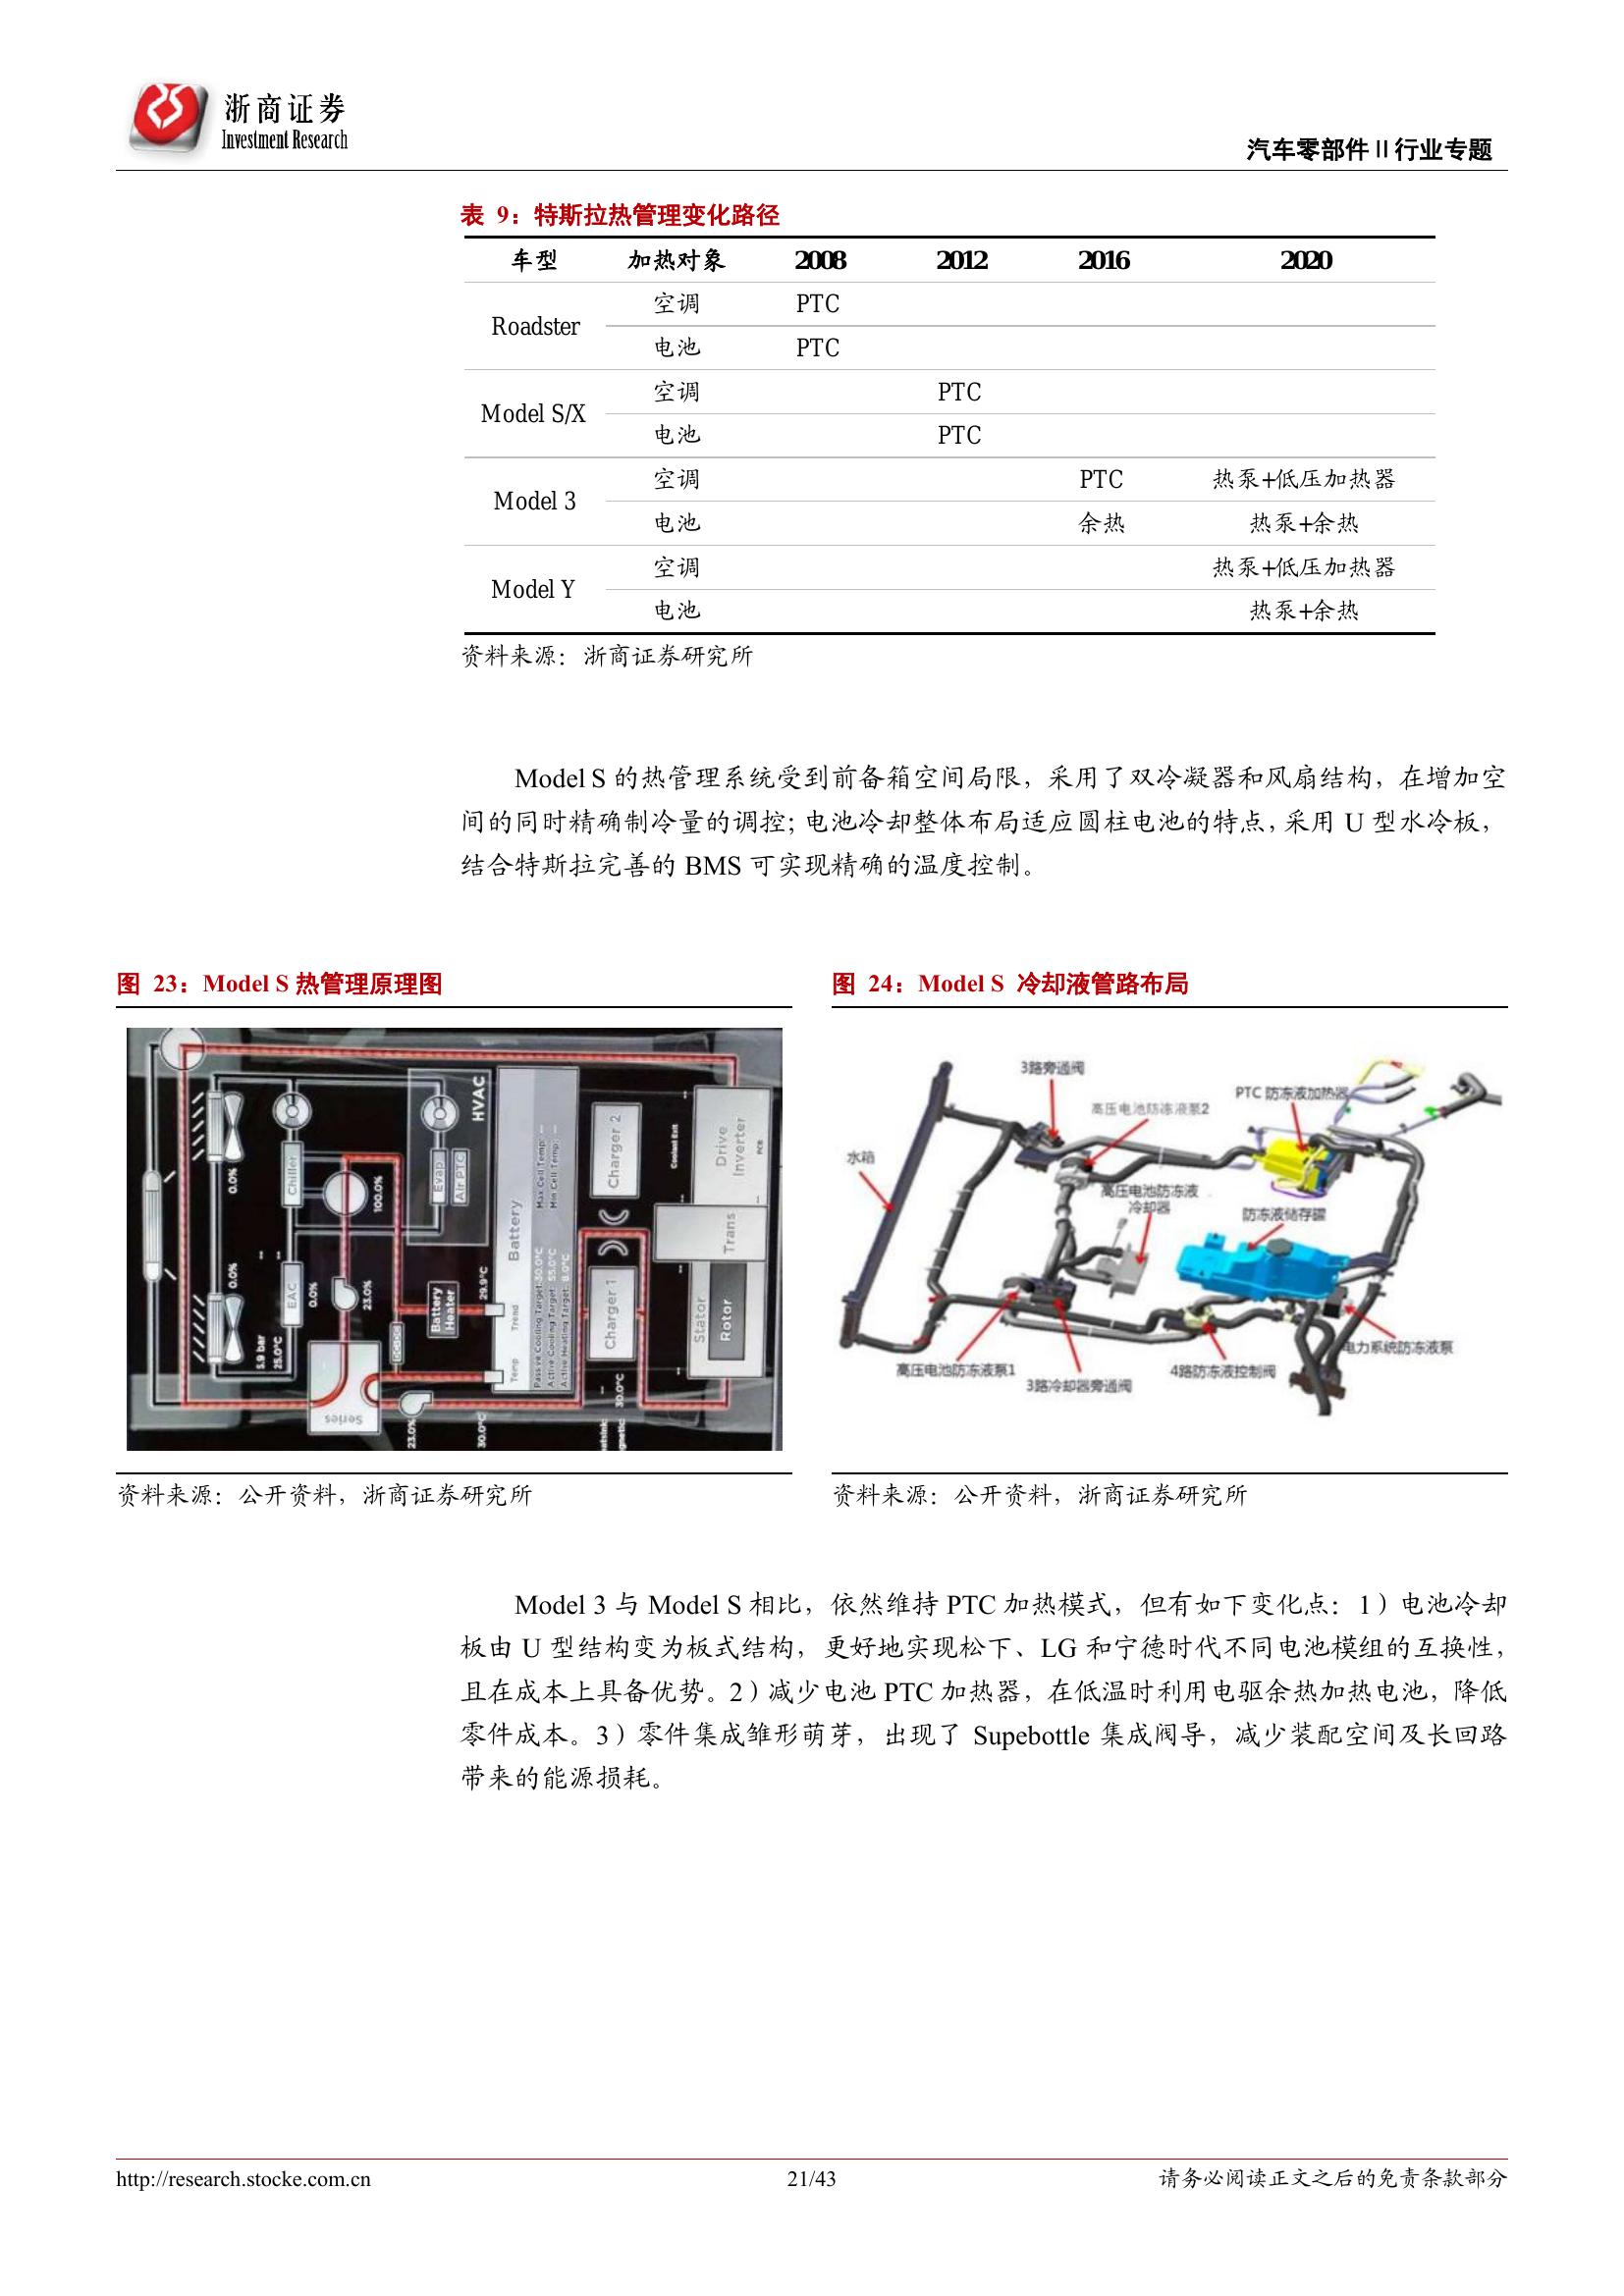 浙商证券
Investment Research
汽车零部件Ⅱ行业专题
表 9：特斯拉热管理变化路径
车型 加热对象 2008 2012 2016 2020
Roadster 空调 PTC
电池 PTC
Model S/X 空调 PTC
电池 PTC
Model 3 空调 PTC 热泵+低压加热器
电池 余热 热泵+余热
Model Y 空调 热泵+低压加热器
电池 热泵+余热
资料来源：浙商证券研究所
Model S 的热管理系统受到前备箱空间局限，采用了双冷凝器和风扇结构，在增加空
间的同时精确制冷量的调控；电池冷却整体布局适应圆柱电池的特点，采用 U 型水冷板，
结合特斯拉完善的 BMS 可实现精确的温度控制。
图 23：Model S 热管理原理图
HVAC
Chiller
Evap
Air PTC
100.0%
0.0%
0.0%
EAC
0.0%
23.0%
5.9 bar
25.0°C
Battery
Heater
29.9°C
Battery
Max Cell Temp: --
Min Cell Temp: --
Passive Cooling Target: 30.0°C
Active Cooling Target: 55.0°C
Active Heating Target: 8.0°C
Charger 2
Charger 1
Coolant Exit
Drive
Inverter
PCB
Trans
Stator
Rotor
Series
23.0%
30.0°C
30.0°C
图 24：Model S 冷却液管路布局
3路旁通阀
高压电池防冻液泵2
PTC 防冻液加热器
水箱
高压电池防冻液
冷却器
防冻液储存罐
电力系统防冻液泵
高压电池防冻液泵1
3路冷却器旁通阀
4路防冻液控制阀
资料来源：公开资料，浙商证券研究所
资料来源：公开资料，浙商证券研究所
Model 3 与 Model S 相比，依然维持 PTC 加热模式，但有如下变化点：1）电池冷却
板由 U 型结构变为板式结构，更好地实现松下、LG 和宁德时代不同电池模组的互换性，
且在成本上具备优势。2）减少电池 PTC 加热器，在低温时利用电驱余热加热电池，降低
零件成本。3）零件集成雏形萌芽，出现了 Supebottle 集成阀导，减少装配空间及长回路
带来的能源损耗。
http://research.stocke.com.cn
21/43
请务必阅读正文之后的免责条款部分